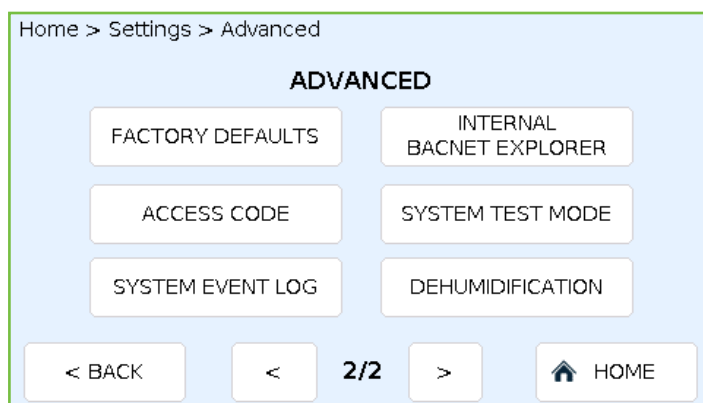 Home > Settings > Advanced
ADVANCED
FACTORY DEFAULTS
INTERNAL
BACNET EXPLORER
ACCESS CODE
SYSTEM TEST MODE
SYSTEM EVENT LOG
DEHUMIDIFICATION
< BACK
<
2/2
>
HOME